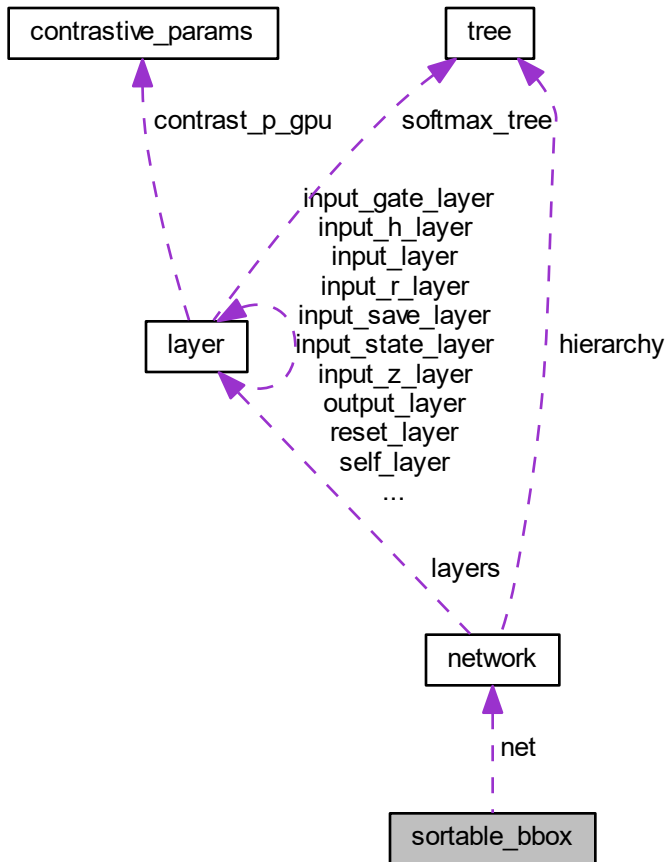 contrastive_params
tree
contrast_p_gpu
softmax_tree
input_gate_layer
input_h_layer
input_layer
input_r_layer
input_save_layer
input_state_layer
input_z_layer
output_layer
reset_layer
self_layer
...
layer
hierarchy
layers
network
net
sortable_bbox